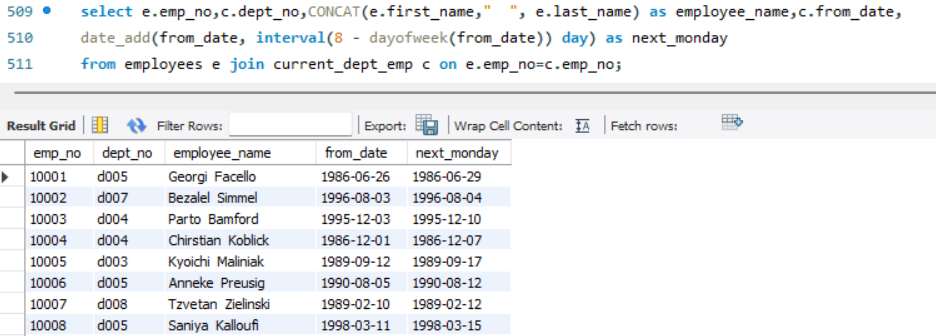 509 select e.emp_no,c.dept_no,CONCAT(e.first_name,"  ", e.last_name) as employee_name,c.from_date,
510 date_add(from_date, interval(8 - dayofweek(from_date)) day) as next_monday
511 from employees e join current_dept_emp c on e.emp_no=c.emp_no;
Result Grid Filter Rows: Export: Wrap Cell Content: IA Fetch rows:
emp_no dept_no employee_name from_date next_monday
10001 d005 Georgi Facello 1986-06-26 1986-06-29
10002 d007 Bezalel Simmel 1996-08-03 1996-08-04
10003 d004 Parto Bamford 1995-12-03 1995-12-10
10004 d004 Chirstian Koblick 1986-12-01 1986-12-07
10005 d003 Kyoichi Maliniak 1989-09-12 1989-09-17
10006 d005 Anneke Preusig 1990-08-05 1990-08-12
10007 d008 Tzvetan Zielinski 1989-02-10 1989-02-12
10008 d005 Saniya Kalloufi 1998-03-11 1998-03-15